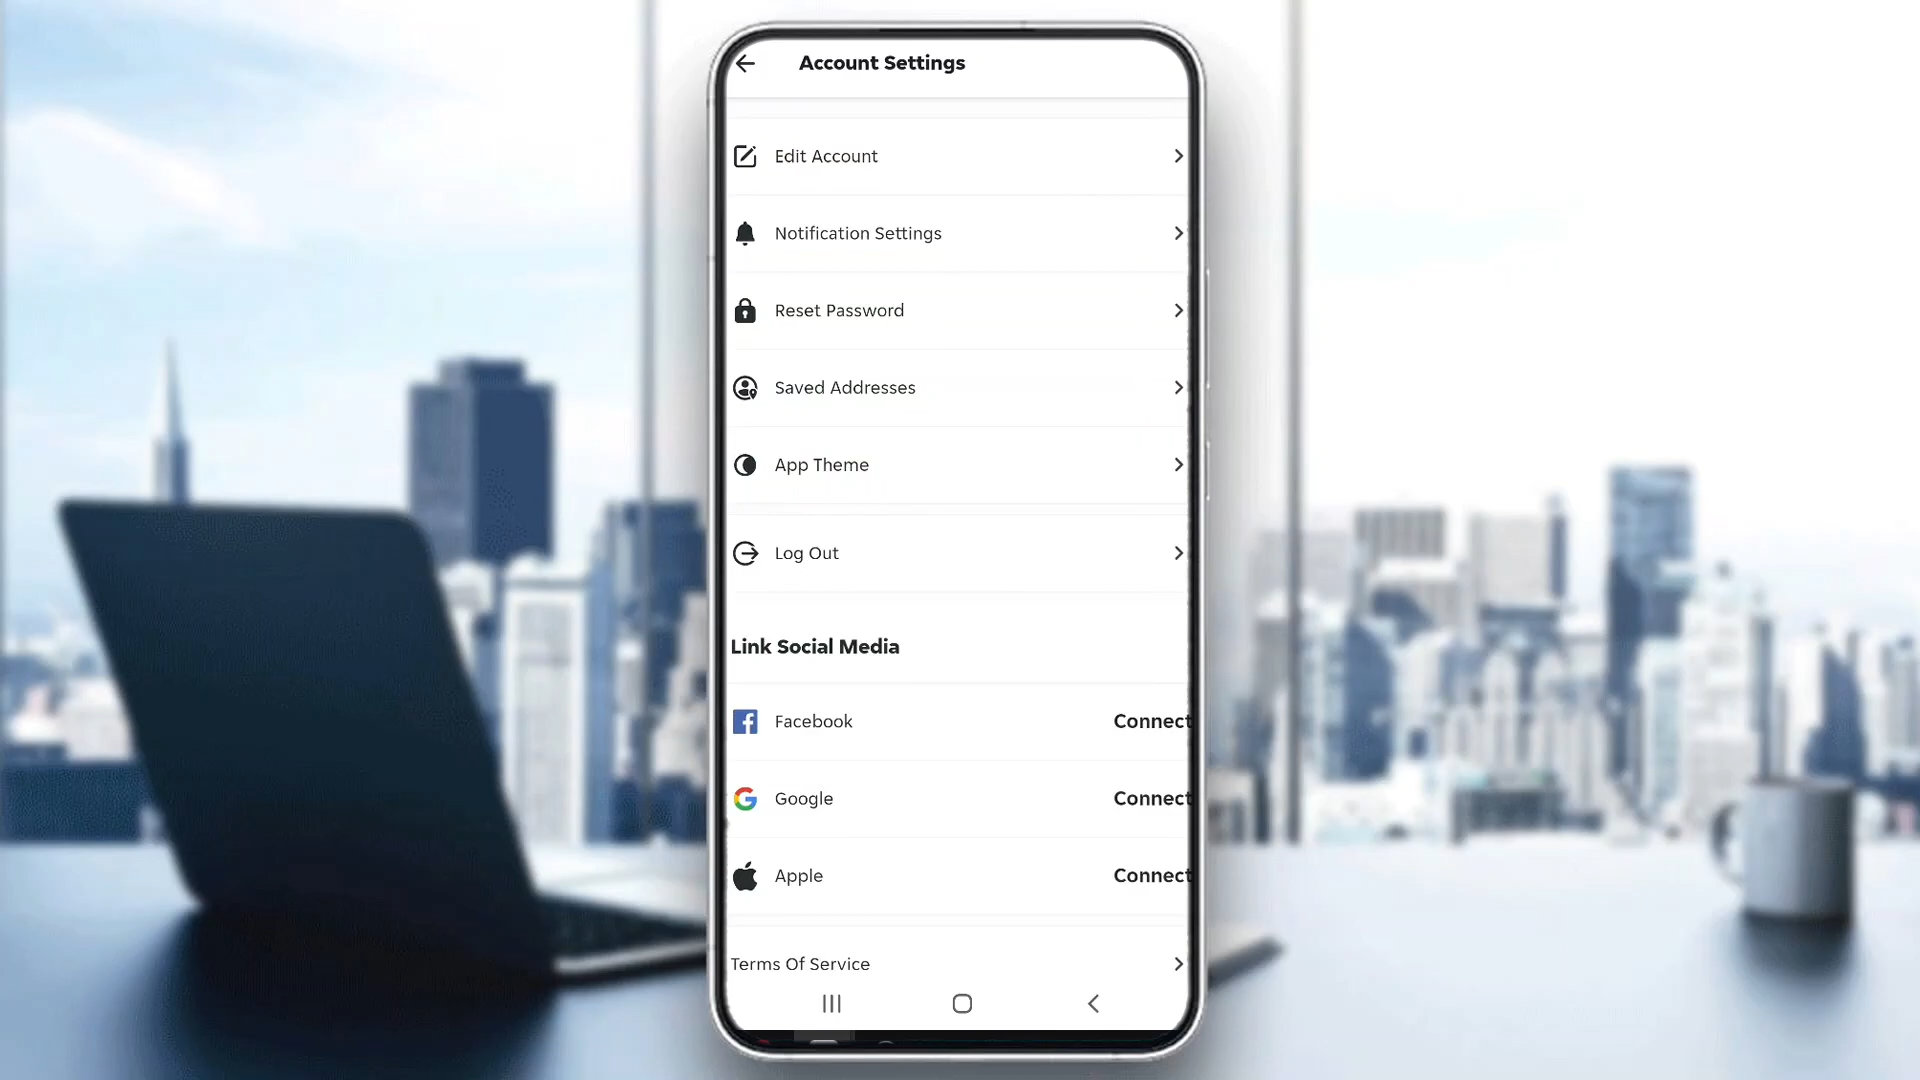 Account Settings
Edit Account
Notification Settings
Reset Password
Saved Addresses
App Theme
Log Out
Link Social Media
Facebook Connect
Google Connect
Apple Connect
Terms Of Service